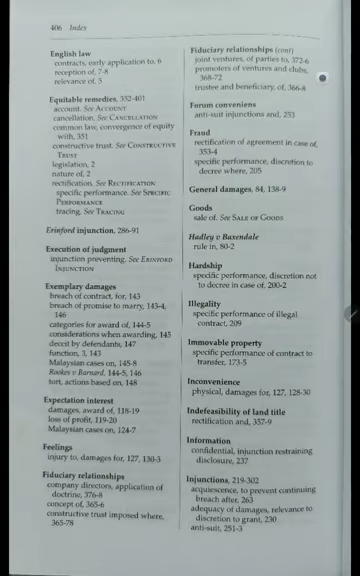 406 Index
English law
contracts, early application to, 6
reception of, 7-8
relevance of, 5
Equitable remedies, 352-401
account. See ACCOUNT
cancellation. See CANCELLATION
common law, convergence of equity
with, 351
constructive trust. See CONSTRUCTIVE
TRUST
legislation, 2
nature of, 2
rectification. See RECTIFICATION
specific performance. See SPECIFIC
PERFORMANCE
tracing. See TRACING
Erinford injunction, 286-91
Execution of judgment
injunction preventing. See ERINFORD
INJUNCTION
Exemplary damages
breach of contract, for, 143
breach of promise to marry, 143-4,
146
categories for award of, 144-5
considerations when awarding, 145
deceit by defendants, 147
function, 3, 143
Malaysian cases on, 145-8
Rookes v Barnard, 144-5, 146
tort, actions based on, 148
Expectation interest
damages, award of, 118-19
loss of profit, 119-20
Malaysian cases on, 124-7
Feelings
injury to, damages for, 127, 130-3
Fiduciary relationships
company directors, application of
doctrine, 376-8
concept of, 365-6
constructive trust imposed where,
365-78
Fiduciary relationships (cont)
joint ventures, of parties to, 372-6
promoters of ventures and clubs,
368-72
trustee and beneficiary, of, 366-8
Forum conveniens
anti-suit injunctions and, 253
Fraud
rectification of agreement in case of,
353-4
specific performance, discretion to
decree where, 205
General damages, 84, 138-9
Goods
sale of. See SALE OF GOODS
Hadley v Baxendale
rule in, 80-2
Hardship
specific performance, discretion not
to decree in case of, 200-2
Illegality
specific performance of illegal
contract, 209
Immovable property
specific performance of contract to
transfer, 173-5
Inconvenience
physical, damages for, 127, 128-30
Indefeasibility of land title
rectification and, 357-9
Information
confidential, injunction restraining
disclosure, 237
Injunctions, 219-302
acquiescence, to prevent continuing
breach after, 263
adequacy of damages, relevance to
discretion to grant, 230
anti-suit, 251-3